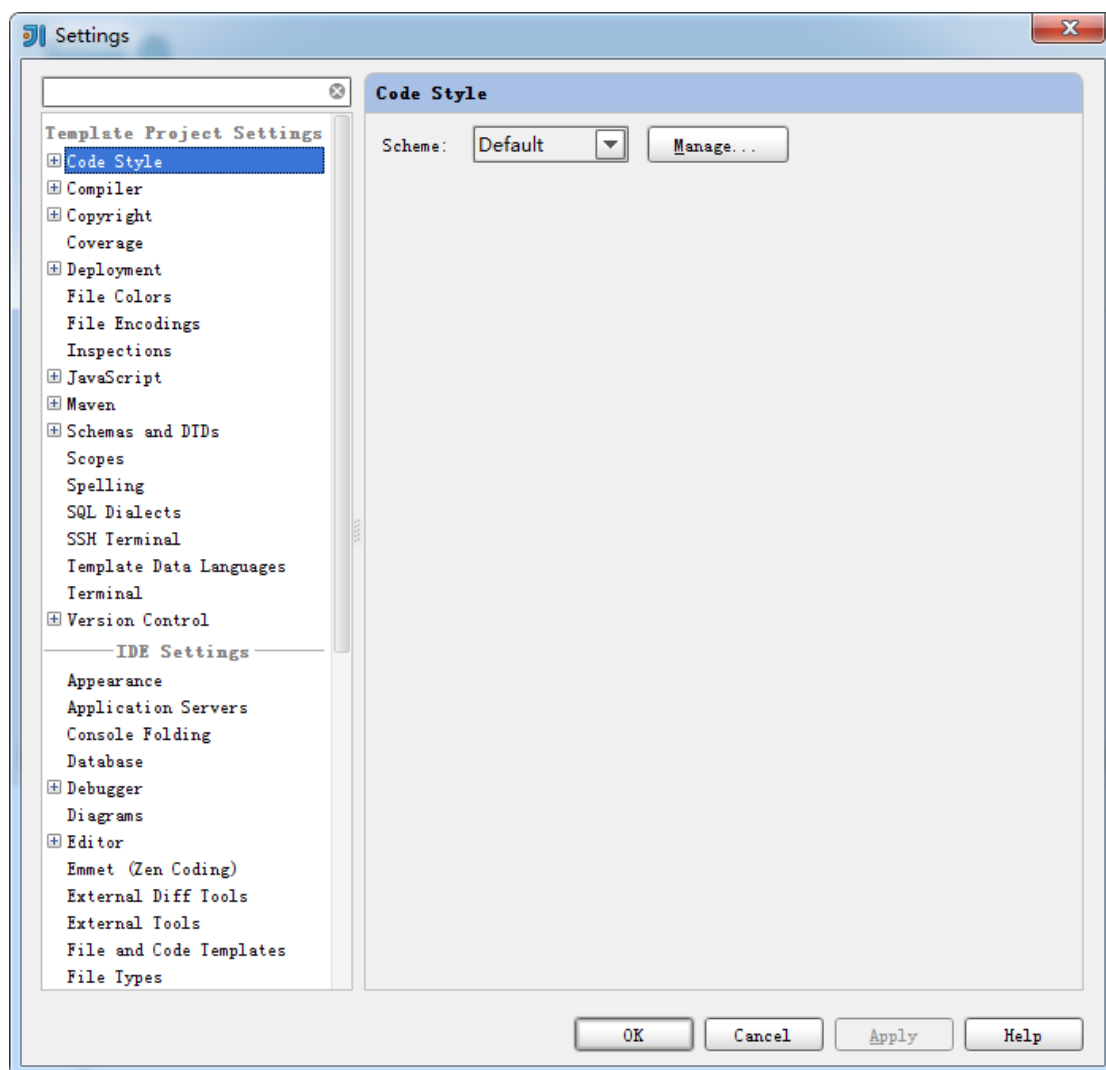 Settings
Template Project Settings
Code Style
Compiler
Copyright
Coverage
Deployment
File Colors
File Encodings
Inspections
JavaScript
Maven
Schemas and DTDs
Scopes
Spelling
SQL Dialects
SSH Terminal
Template Data Languages
Terminal
Version Control
IDE Settings
Appearance
Application Servers
Console Folding
Database
Debugger
Diagrams
Editor
Emmet (Zen Coding)
External Diff Tools
External Tools
File and Code Templates
File Types
Code Style
Scheme: Default Manage...
OK Cancel Apply Help